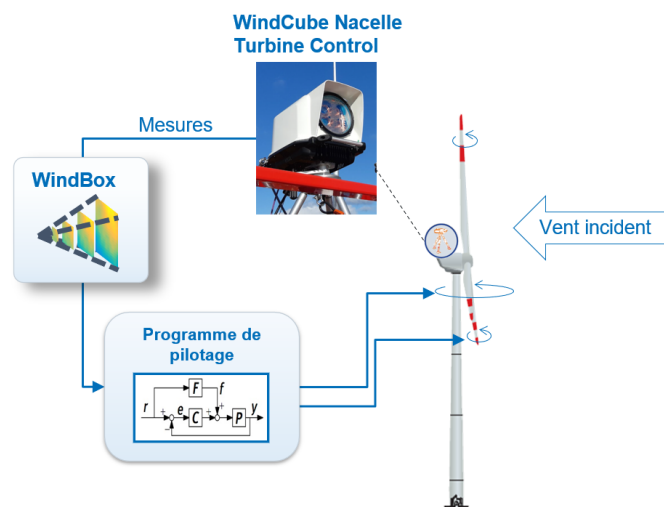 WindCube Nacelle
Turbine Control
Mesures
WindBox
Vent incident
Programme de
pilotage
F f
r + e C + + P y
−